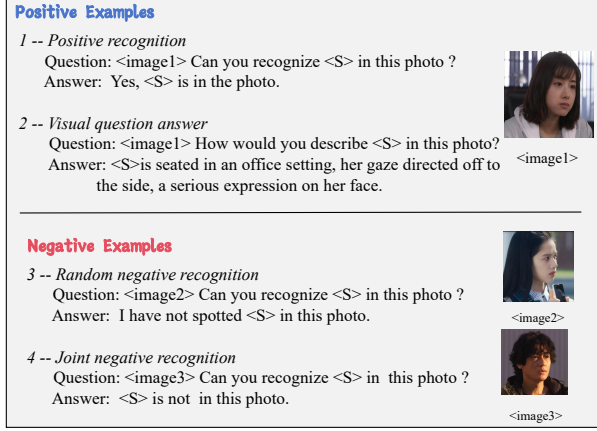 Positive Examples
1 -- Positive recognition
Question: <image1> Can you recognize <S> in this photo ?
Answer: Yes, <S> is in the photo.
2 -- Visual question answer
Question: <image1> How would you describe <S> in this photo?
Answer: <S>is seated in an office setting, her gaze directed off to
the side, a serious expression on her face.
<image1>
Negative Examples
3 -- Random negative recognition
Question: <image2> Can you recognize <S> in this photo ?
Answer: I have not spotted <S> in this photo.
<image2>
4 -- Joint negative recognition
Question: <image3> Can you recognize <S> in this photo ?
Answer: <S> is not in this photo.
<image3>